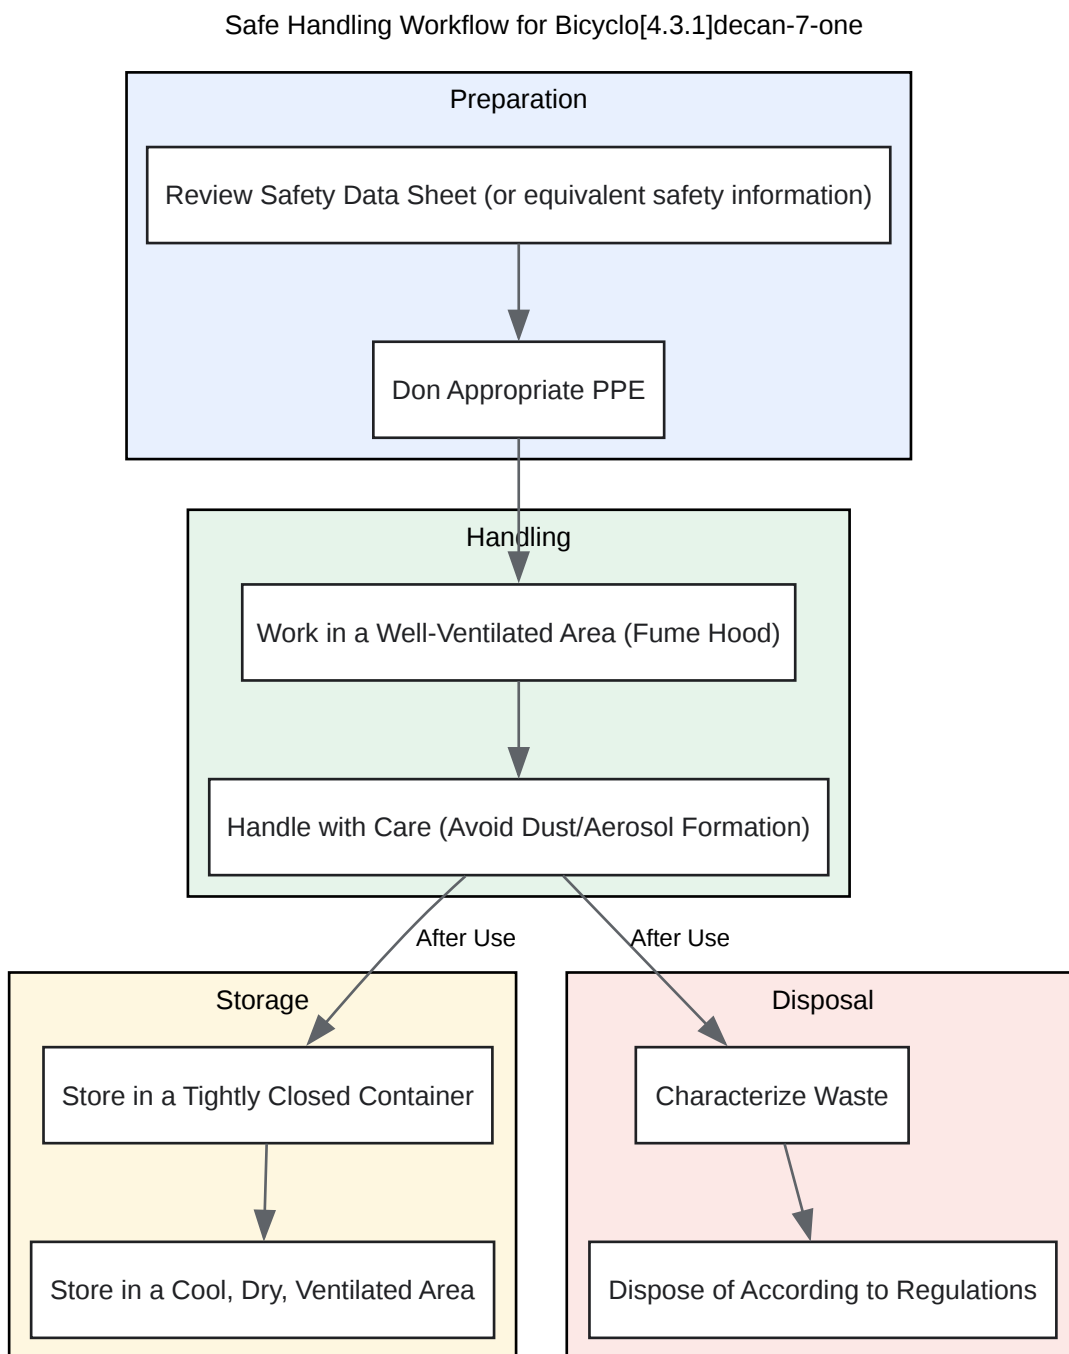 Safe Handling Workflow for Bicyclo[4.3.1]decan-7-one
Preparation
Review Safety Data Sheet (or equivalent safety information)
Don Appropriate PPE
Handling
Work in a Well-Ventilated Area (Fume Hood)
Handle with Care (Avoid Dust/Aerosol Formation)
After Use
After Use
Storage
Store in a Tightly Closed Container
Store in a Cool, Dry, Ventilated Area
Disposal
Characterize Waste
Dispose of According to Regulations